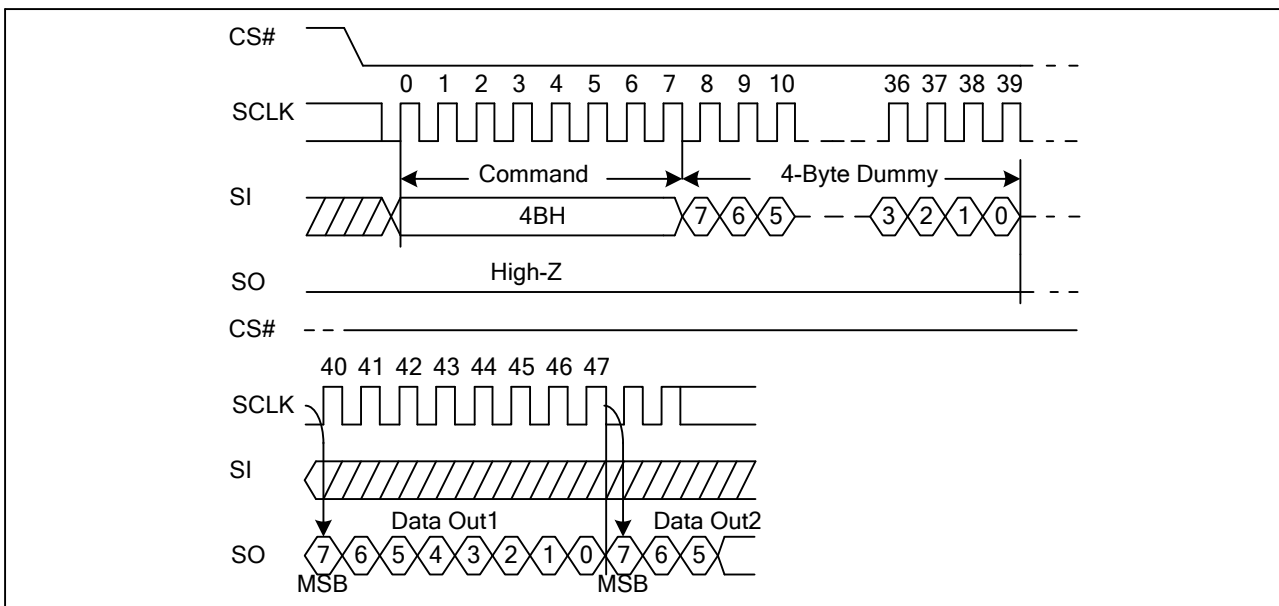 CS#
0 1 2 3 4 5 6 7 8 9 10 36 37 38 39
SCLK
Command 4-Byte Dummy
SI
4BH 7 6 5 3 2 1 0
High-Z
SO
CS#
40 41 42 43 44 45 46 47
SCLK
SI
Data Out1 Data Out2
SO 7 6 5 4 3 2 1 0 7 6 5
MSB MSB